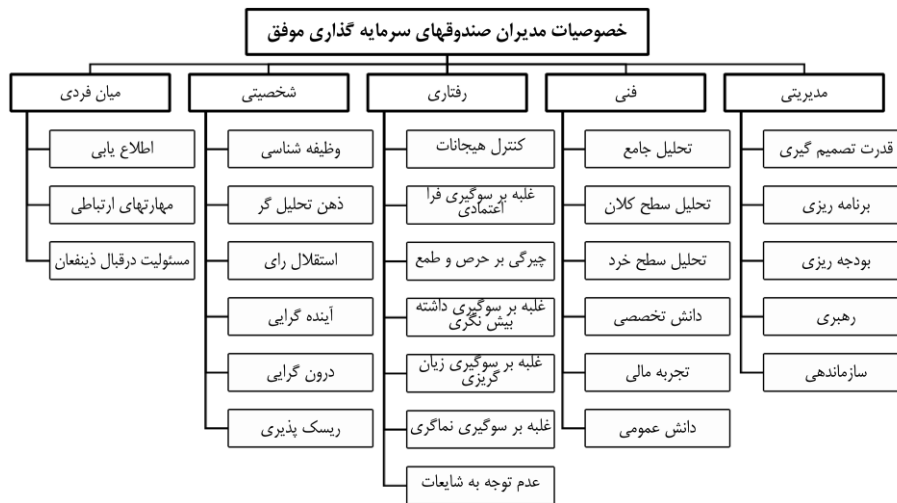 خصوصیات مدیران صندوقهای سرمایه گذاری موفق
مدیریتی
قدرت تصمیم گیری
برنامه ریزی
بودجه ریزی
رهبری
سازماندهی
فنی
تحلیل جامع
تحلیل سطح کلان
تحلیل سطح خرد
دانش تخصصی
تجربه مالی
دانش عمومی
رفتاری
کنترل هیجانات
غلبه بر سوگیری فرا
اعتمادی
چیرگی بر حرص و طمع
غلبه بر سوگیری داشته
بیش نگری
غلبه بر سوگیری زیان
گریزی
غلبه بر سوگیری نماگری
عدم توجه به شایعات
شخصیتی
وظیفه شناسی
ذهن تحلیل گر
استقلال رای
آینده گرایی
درون گرایی
ریسک پذیری
میان فردی
اطلاع یابی
مهارتهای ارتباطی
مسئولیت درقبال ذینفعان